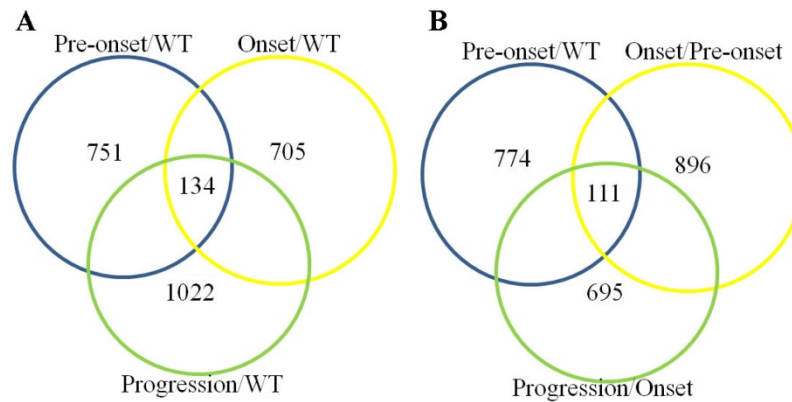 A
Pre-onset/WT Onset/WT
751 705
134
1022
Progression/WT
B
Pre-onset/WT Onset/Pre-onset
774 896
111
695
Progression/Onset